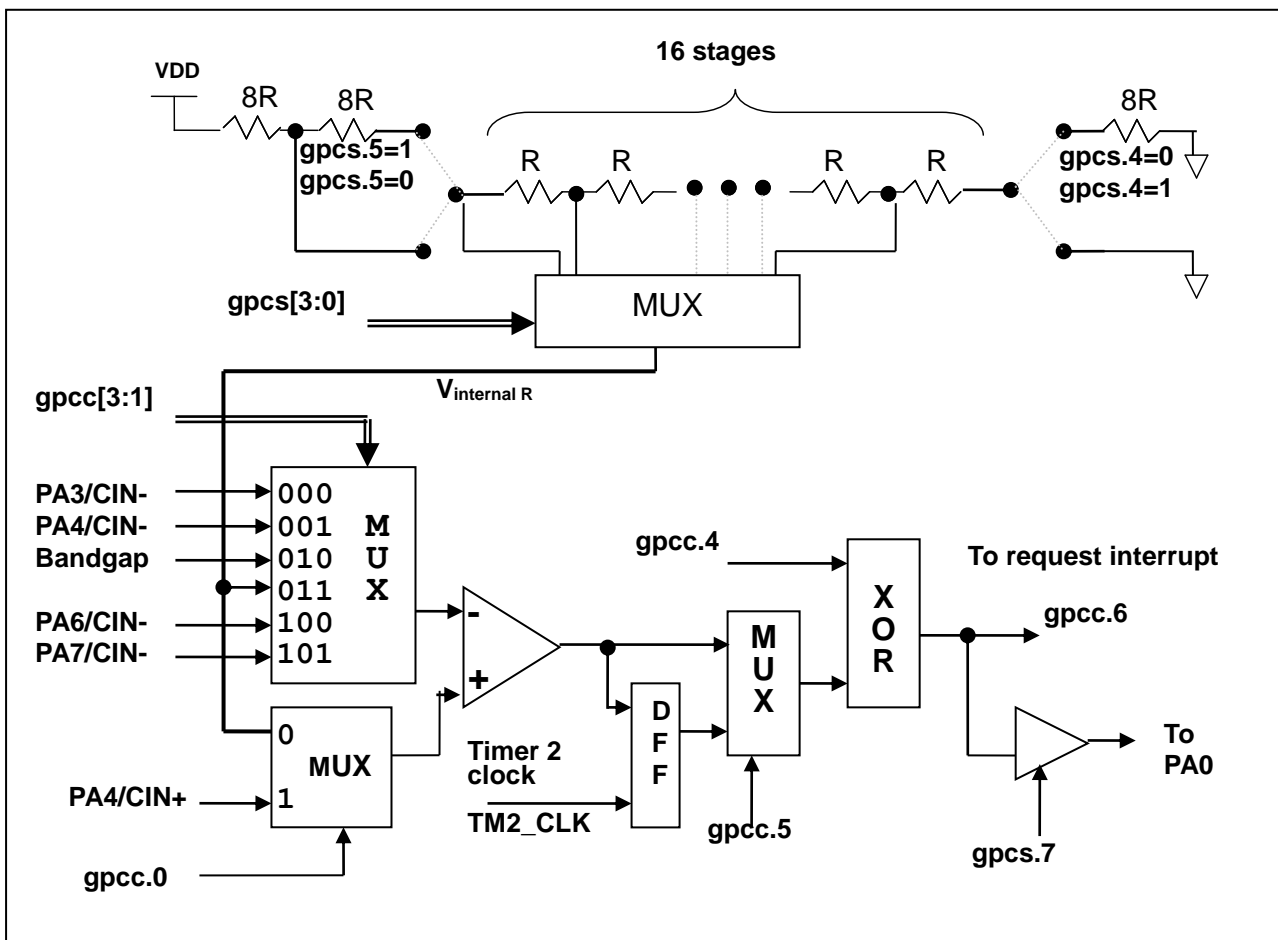 16 stages
VDD
8R
8R
8R
gpcs.5=1
gpcs.5=0
R
R
R
R
gpcs.4=0
gpcs.4=1
gpcs[3:0]
MUX
Vinternal R
gpcc[3:1]
PA3/CIN-
000
PA4/CIN-
001
Bandgap
010
011
PA6/CIN-
100
PA7/CIN-
101
M
U
X
-
+
gpcc.4
To request interrupt
X
O
R
gpcc.6
M
U
X
D
F
F
0
MUX
1
PA4/CIN+
Timer 2
clock
TM2_CLK
gpcc.5
To
PA0
gpcs.7
gpcc.0